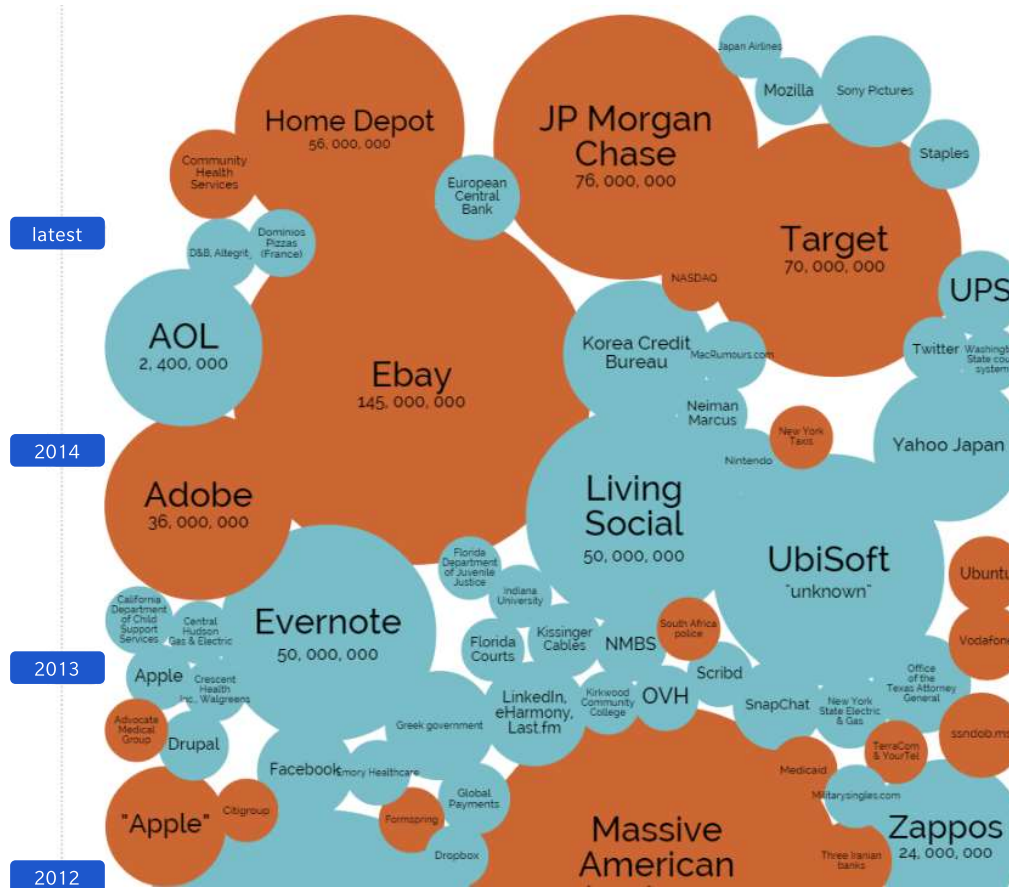 Japan Airlines
Mozilla
Sony Pictures
Home Depot
56, 000, 000
JP Morgan
Chase
76, 000, 000
Staples
Community
Health
Services
European
Central
Bank
latest
D&B, Altegrit
Dominios
Pizzas
(France)
Target
70, 000, 000
NASDAQ
UPS
AOL
2, 400, 000
Korea Credit
Bureau
MacRumours.com
Twitter
Washingt
State cou
system
Ebay
145, 000, 000
Neiman
Marcus
New York
Taxis
Nintendo
Yahoo Japan
2014
Adobe
36, 000, 000
Living
Social
50, 000, 000
UbiSoft
"unknown"
Florida
Department
of Juvenile
Justice
Indiana
University
Ubuntu
California
Department
of Child
Support
Services
Central
Hudson
Gas & Electric
Evernote
50, 000, 000
Florida
Courts
Kissinger
Cables
NMBS
South Africa
police
Vodafone
2013
Apple
Crescent
Health
Inc., Walgreens
Scribd
Office
of the
Texas Attorney
General
LinkedIn,
eHarmony,
Last.fm
Kirkwood
Community
College
OVH
SnapChat
New York
State Electric
& Gas
Advocate
Medical
Group
Drupal
Greek government
TerraCom
& YourTel
ssndob.ms
Facebook
Emory Healthcare
Medicaid
Global
Payments
Militarysingles.com
"Apple"
Citigroup
Formspring
Massive
American
Zappos
24, 000, 000
Dropbox
Three Iranian
banks
2012